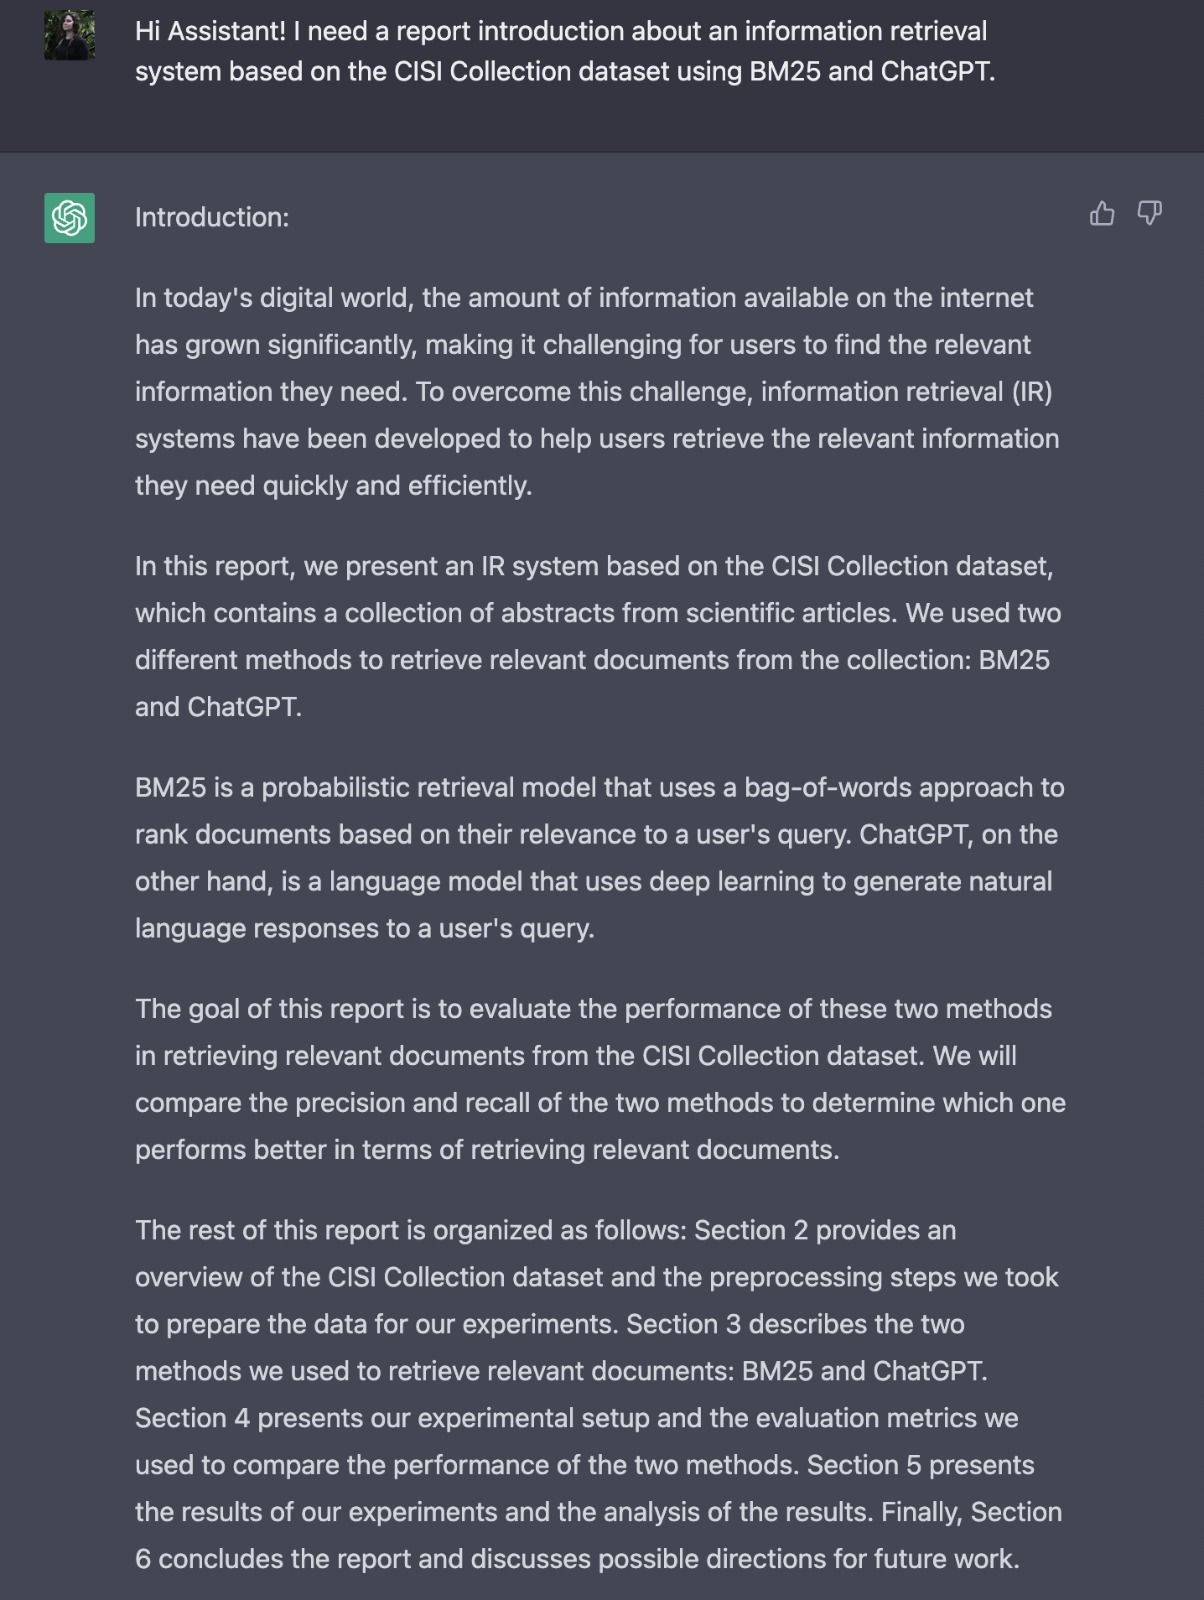 Hi Assistant! I need a report introduction about an information retrieval
system based on the CISI Collection dataset using BM25 and ChatGPT.
Introduction:
In today's digital world, the amount of information available on the internet
has grown significantly, making it challenging for users to find the relevant
information they need. To overcome this challenge, information retrieval (IR)
systems have been developed to help users retrieve the relevant information
they need quickly and efficiently.
In this report, we present an IR system based on the CISI Collection dataset,
which contains a collection of abstracts from scientific articles. We used two
different methods to retrieve relevant documents from the collection: BM25
and ChatGPT.
BM25 is a probabilistic retrieval model that uses a bag-of-words approach to
rank documents based on their relevance to a user's query. ChatGPT, on the
other hand, is a language model that uses deep learning to generate natural
language responses to a user's query.
The goal of this report is to evaluate the performance of these two methods
in retrieving relevant documents from the CISI Collection dataset. We will
compare the precision and recall of the two methods to determine which one
performs better in terms of retrieving relevant documents.
The rest of this report is organized as follows: Section 2 provides an
overview of the CISI Collection dataset and the preprocessing steps we took
to prepare the data for our experiments. Section 3 describes the two
methods we used to retrieve relevant documents: BM25 and ChatGPT.
Section 4 presents our experimental setup and the evaluation metrics we
used to compare the performance of the two methods. Section 5 presents
the results of our experiments and the analysis of the results. Finally, Section
6 concludes the report and discusses possible directions for future work.